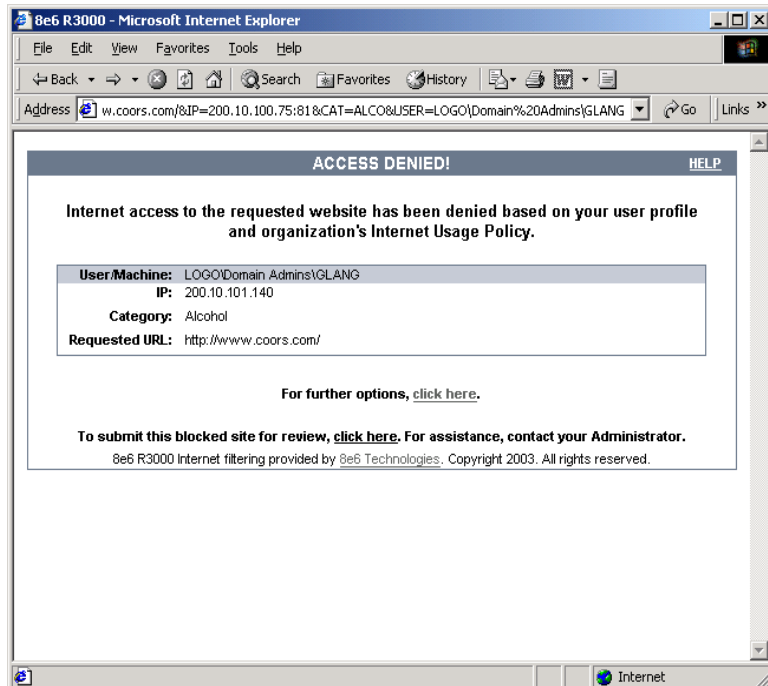 8e6 R3000 - Microsoft Internet Explorer
File Edit View Favorites Tools Help
Back Search Favorites History
Address w.coors.com/&IP=200.10.100.75:81&CAT=ALCO&USER=LOGO\Domain%20Admins\GLANG Go Links »
ACCESS DENIED! HELP
Internet access to the requested website has been denied based on your user profile
and organization's Internet Usage Policy.
User/Machine: LOGO\Domain Admins\GLANG
IP: 200.10.101.140
Category: Alcohol
Requested URL: http://www.coors.com/
For further options, click here.
To submit this blocked site for review, click here. For assistance, contact your Administrator.
8e6 R3000 Internet filtering provided by 8e6 Technologies. Copyright 2003. All rights reserved.
Internet